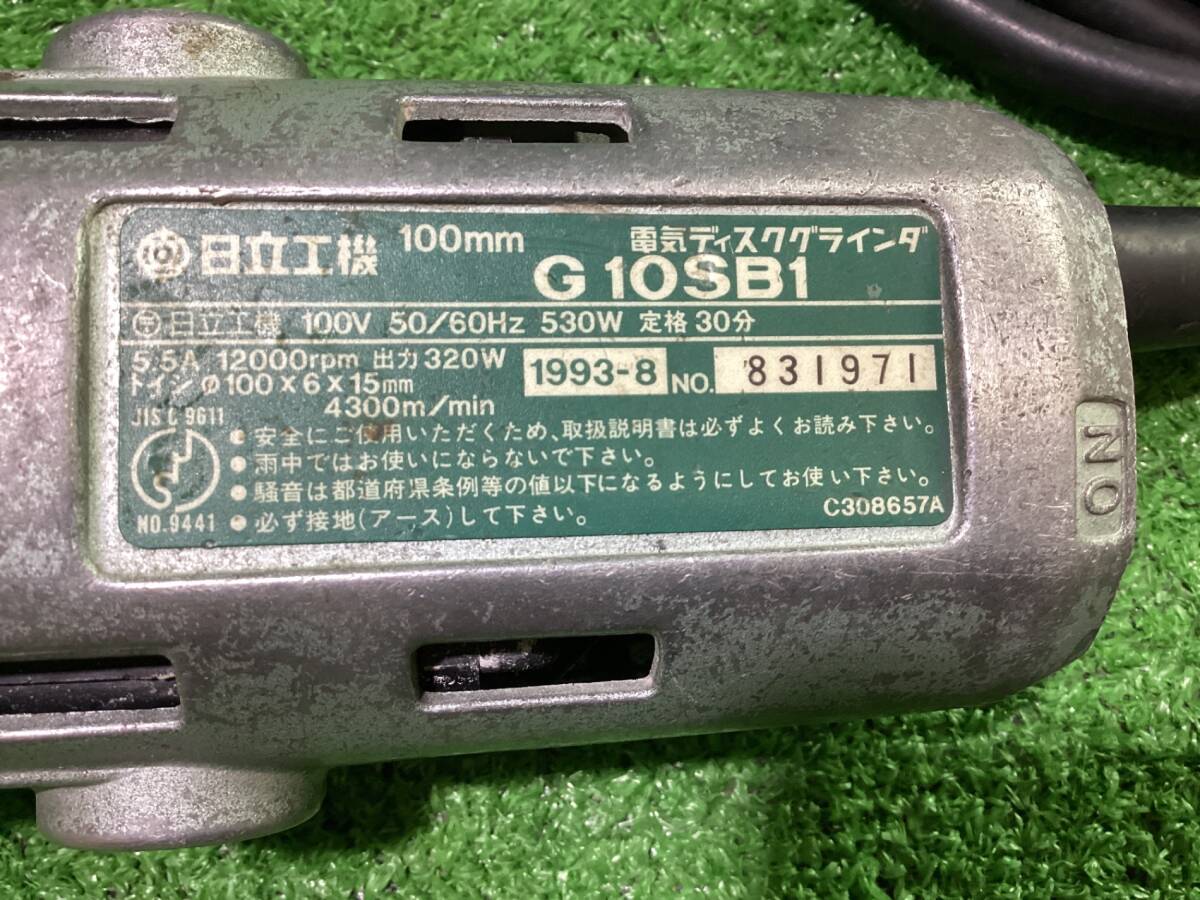 日立工機 100mm 電気ディスクグラインダ
G 10SB1
〒 日立工機 100V 50/60Hz 530W 定格 30分
5.5A 12000rpm 出力 320W 1993-8 NO. 831971
トイシ φ100×6×15mm
4300m/min
JIS C 9611
NO.9441
● 安全にご使用いただくため、取扱説明書は必ずよくお読み下さい。
● 雨中ではお使いにならないで下さい。
● 騒音は都道府県条例等の値以下になるようにしてお使い下さい。
● 必ず接地(アース)して下さい。
C308657A
NO